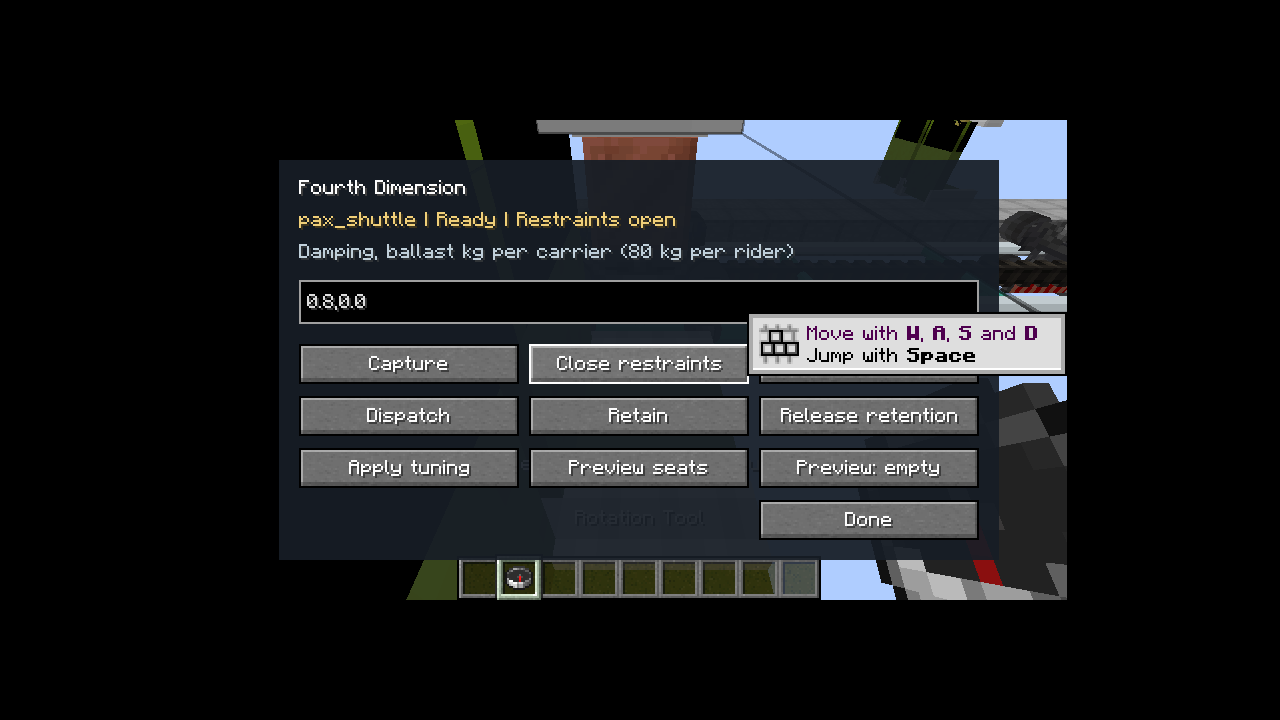 Fourth Dimension
pax_shuttle | Ready | Restraints open
Damping, ballast kg per carrier (80 kg per rider)
0.8,0,0
Move with W, A, S and D
Jump with Space
Capture
Close restraints
Dispatch
Retain
Release retention
Apply tuning
Preview seats
Preview: empty
Rotation Tool
Done